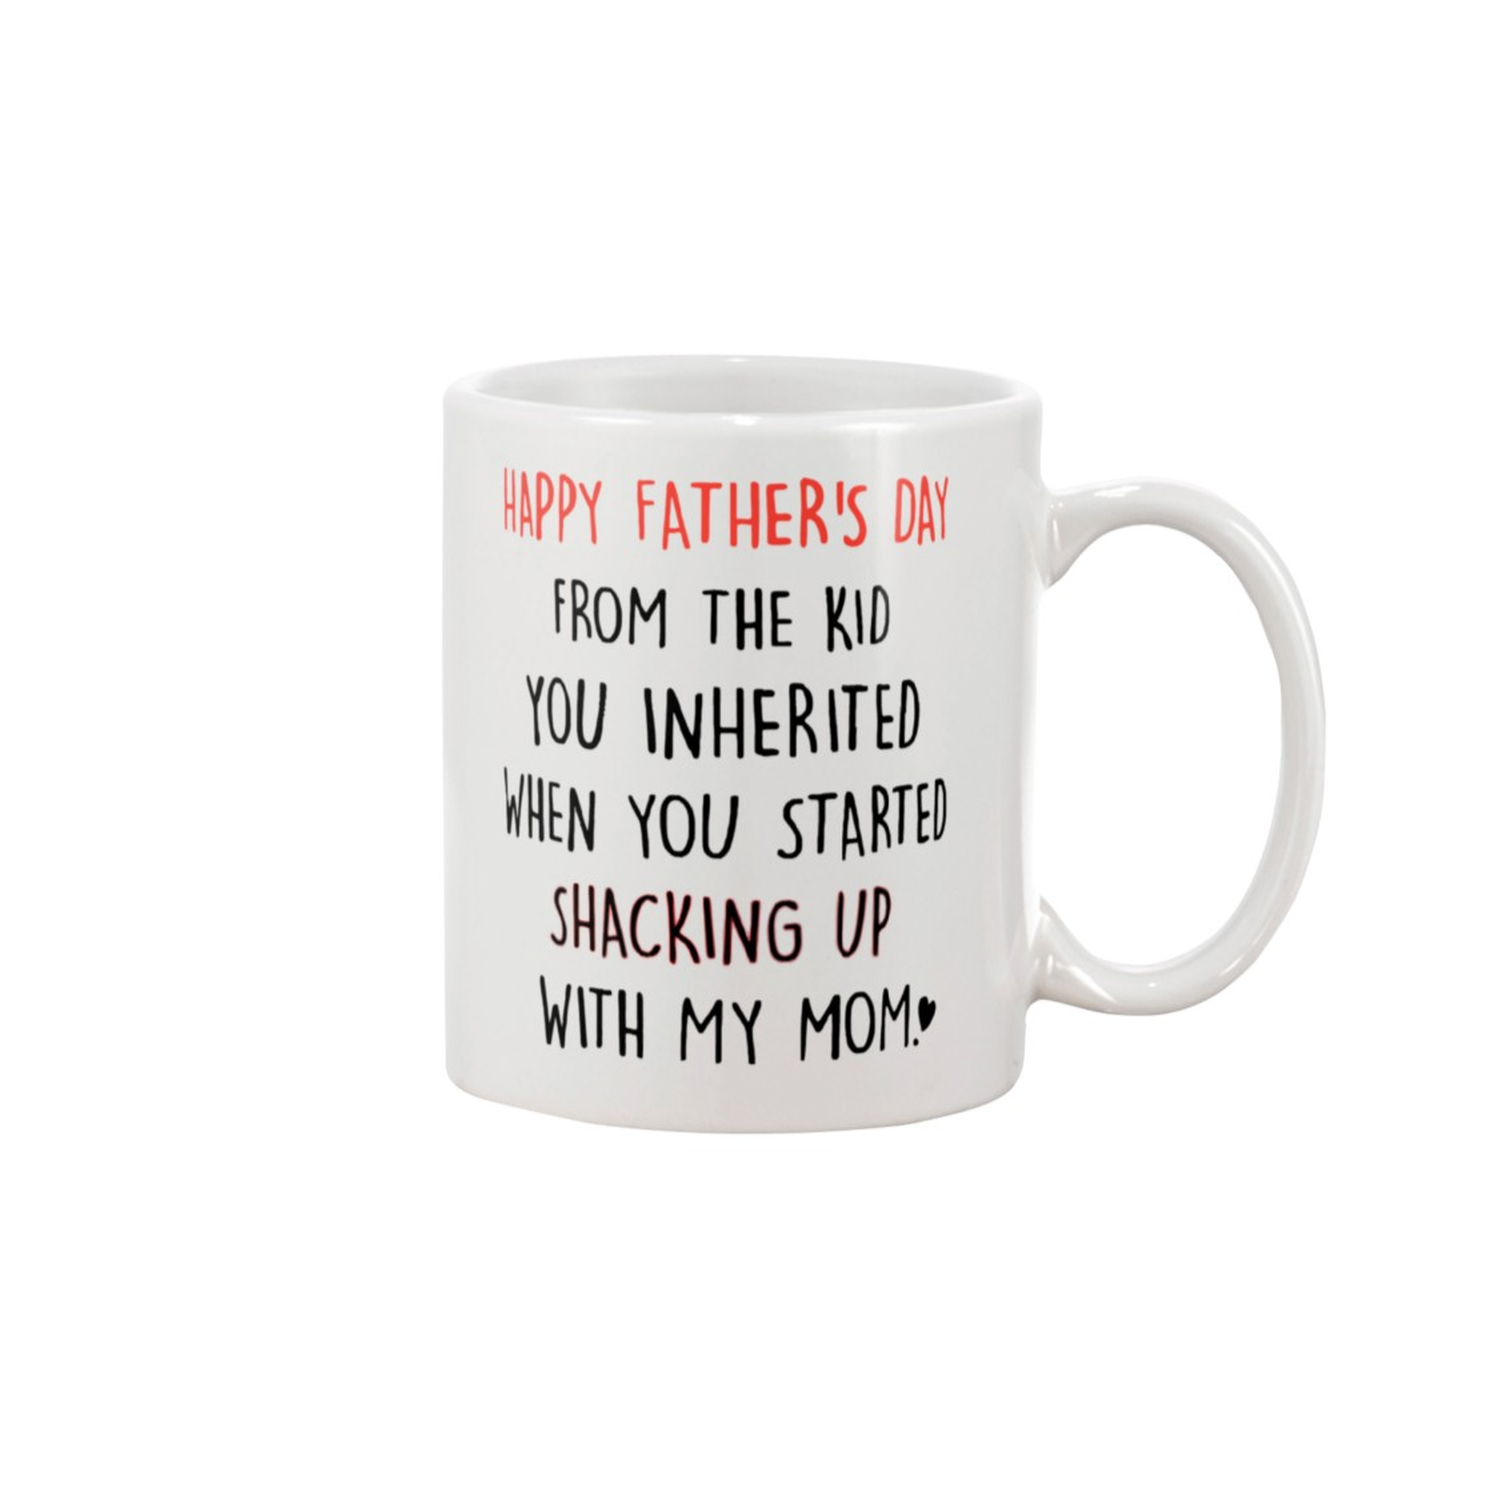 HAPPY FATHER'S DAY
FROM THE KID
YOU INHERITED
WHEN YOU STARTED
SHACKING UP
WITH MY MOM.♥